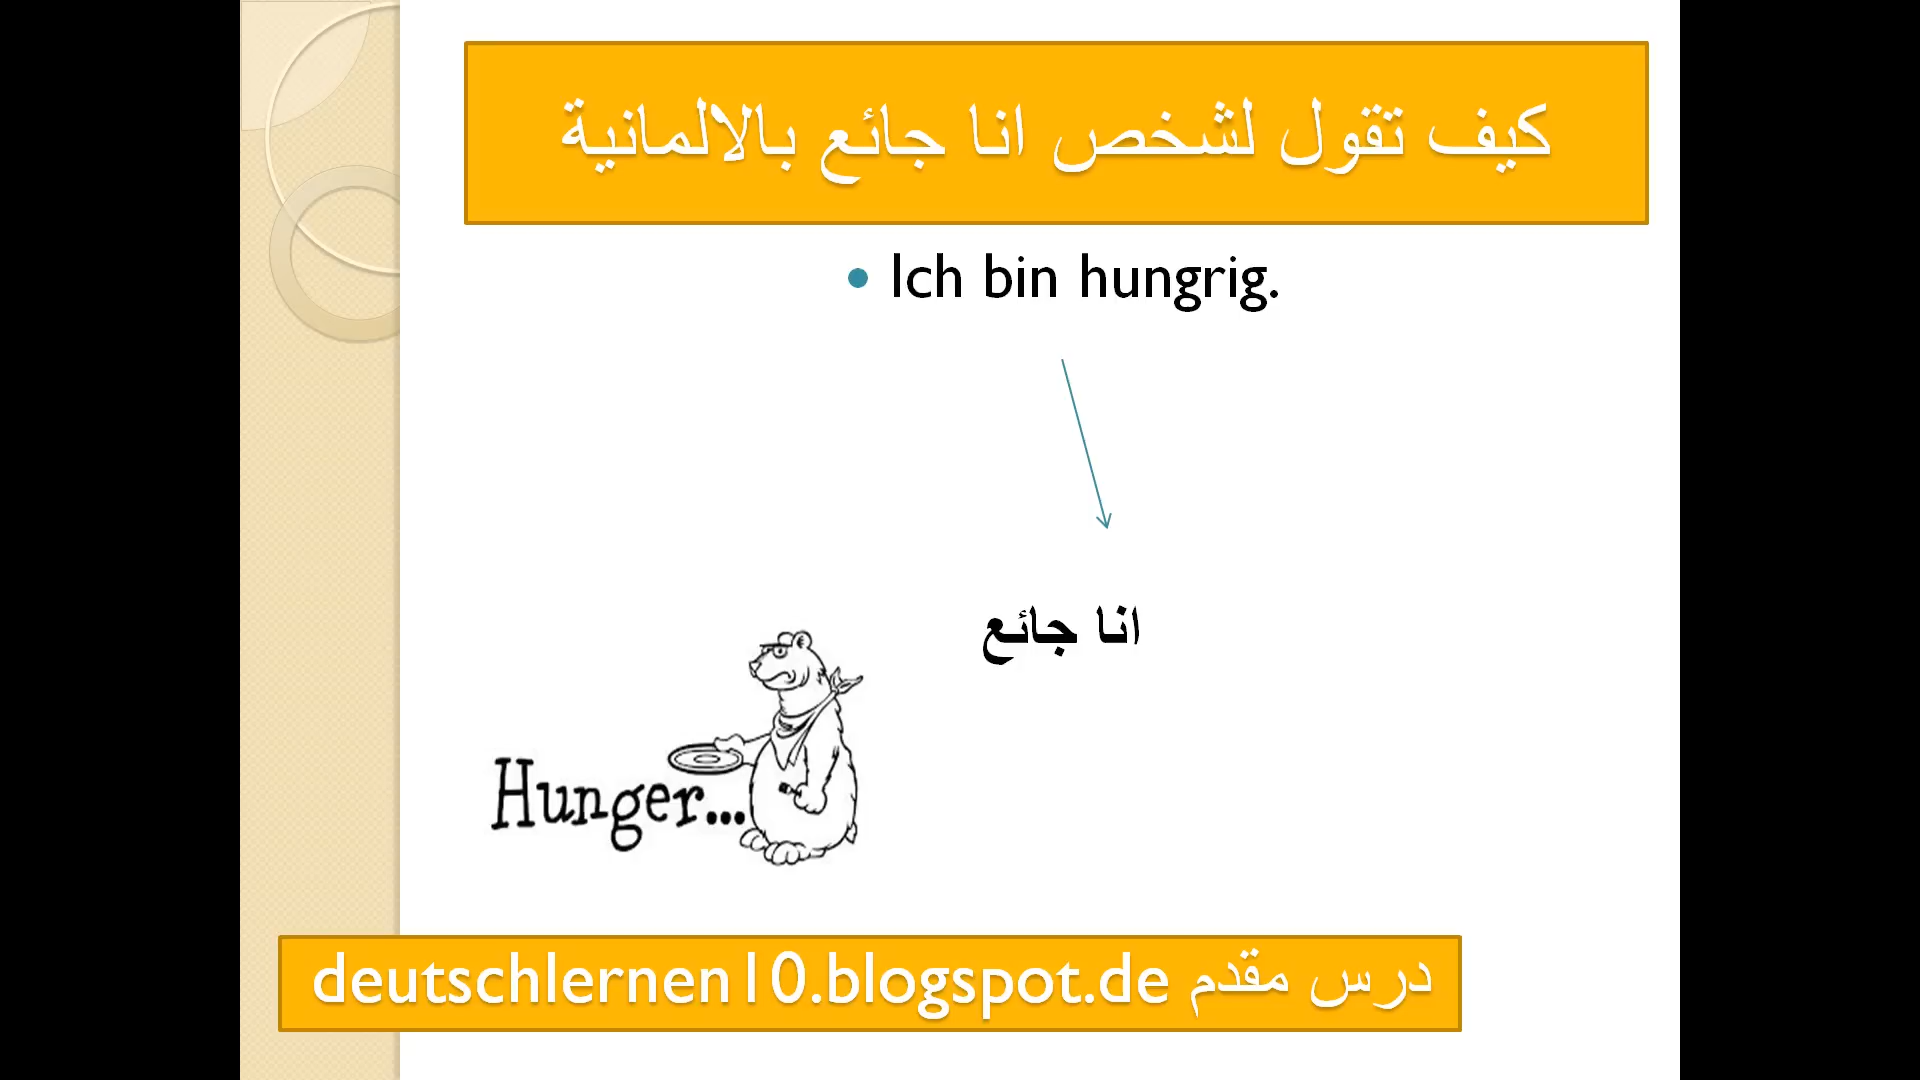 كيف تقول لشخص انا جائع بالالمانية
Ich bin hungrig.
انا جائع
Hunger...
درس مقدم deutschlernen10.blogspot.de